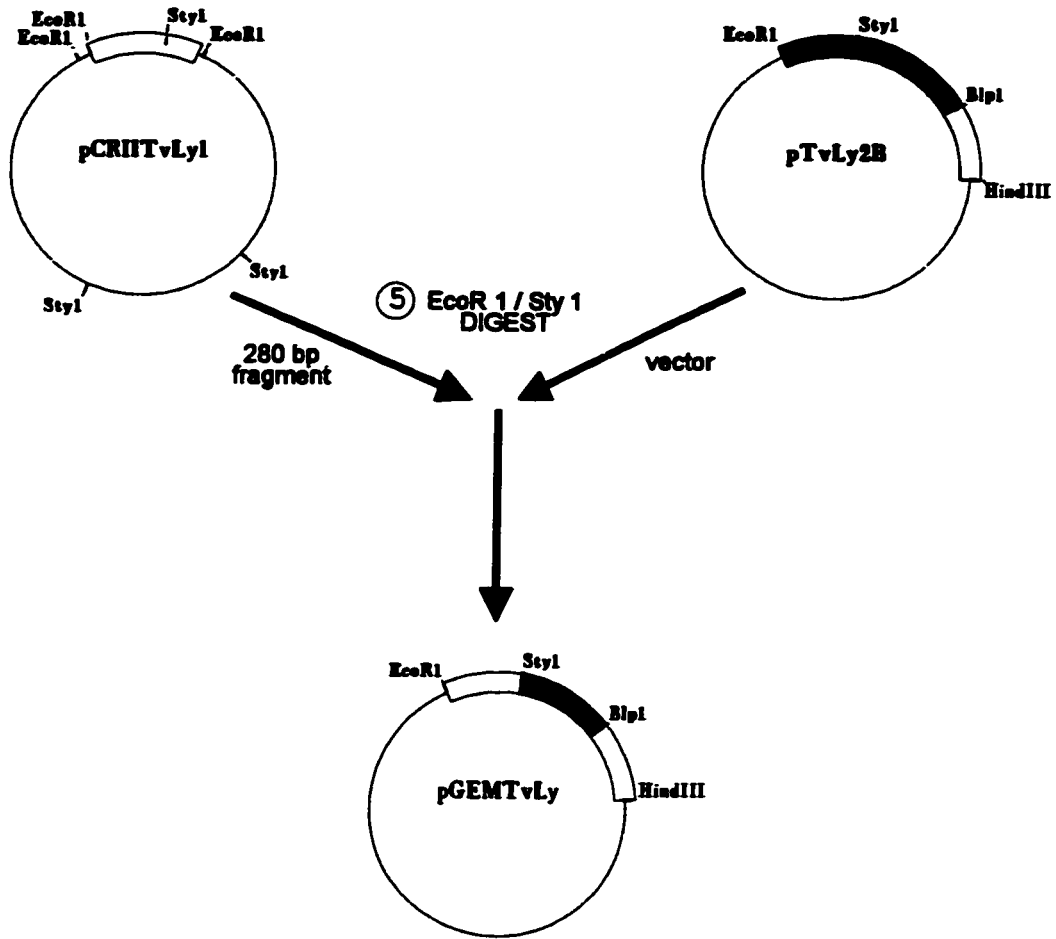 EcoR1
Sty1
EcoR1
EcoR1
pCRIITvLy1
Sty1
Sty1
EcoR1
Sty1
Blp1
pTvLy2B
HindIII
5 EcoR 1 / Sty 1
DIGEST
280 bp
fragment
vector
EcoR1
Sty1
Blp1
pGEMTvLy
HindIII